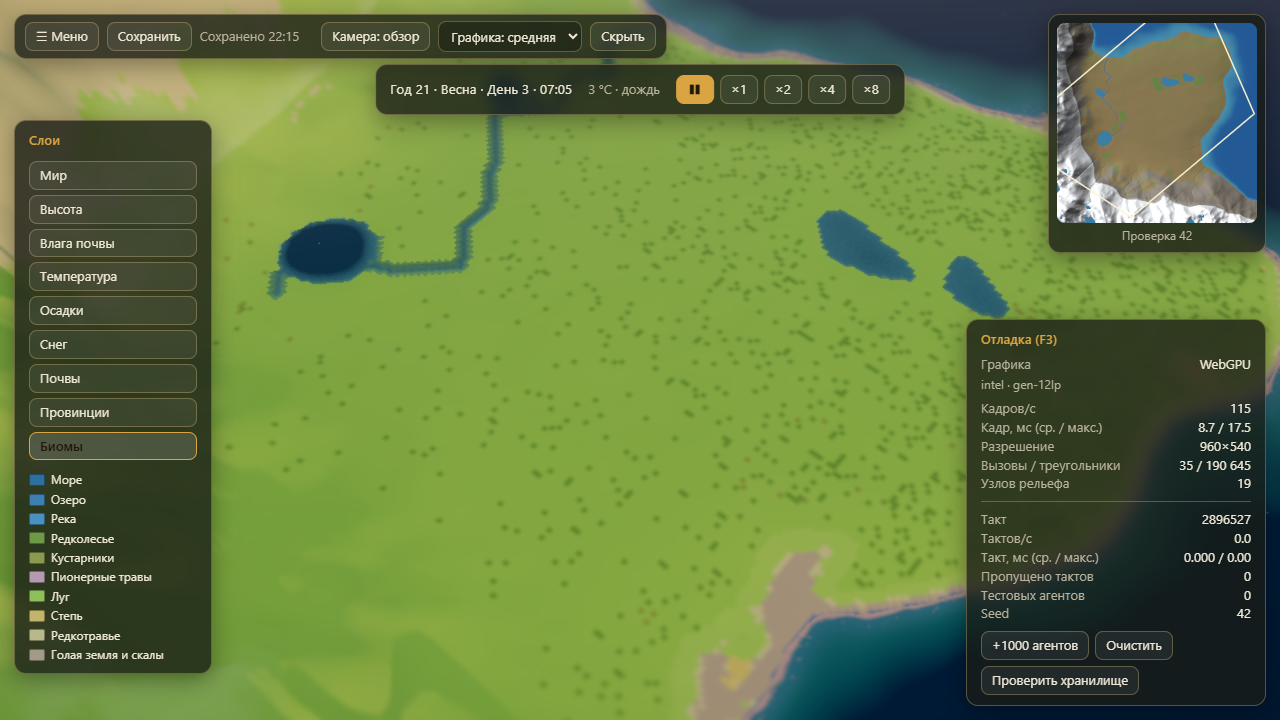 ☰ Меню
Сохранить
Сохранено 22:15
Камера: обзор
Графика: средняя
Скрыть
Год 21 · Весна · День 3 · 07:05
3 °C · дождь
×1
×2
×4
×8
Проверка 42
Слои
Мир
Высота
Влага почвы
Температура
Осадки
Снег
Почвы
Провинции
Биомы
Море
Озеро
Река
Редколесье
Кустарники
Пионерные травы
Луг
Степь
Редкотравье
Голая земля и скалы
Отладка (F3)
Графика WebGPU
intel · gen-12lp
Кадров/с 115
Кадр, мс (ср. / макс.) 8.7 / 17.5
Разрешение 960×540
Вызовы / треугольники 35 / 190 645
Узлов рельефа 19
Такт 2896527
Тактов/с 0.0
Такт, мс (ср. / макс.) 0.000 / 0.00
Пропущено тактов 0
Тестовых агентов 0
Seed 42
+1000 агентов
Очистить
Проверить хранилище